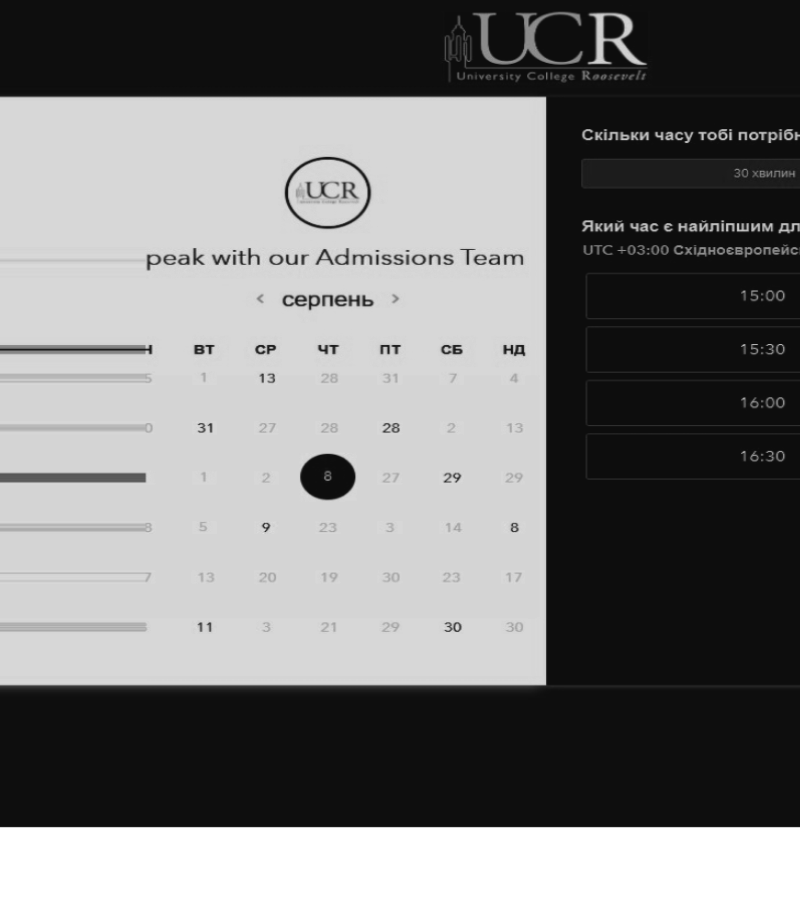 UCR
University College Roosevelt
UCR
peak with our Admissions Team
< серпень >
ВТ СР ЧТ ПТ СБ НД
5 1 13 28 31 7 4
0 31 27 28 28 2 13
1 2 8 27 29 29
8 5 9 23 3 14 8
7 13 20 19 30 23 17
11 3 21 29 30 30
Скільки часу тобі потрібн
30 хвилин
Який час є найліпшим дл
UTC +03:00 Східноєвропейс
15:00
15:30
16:00
16:30